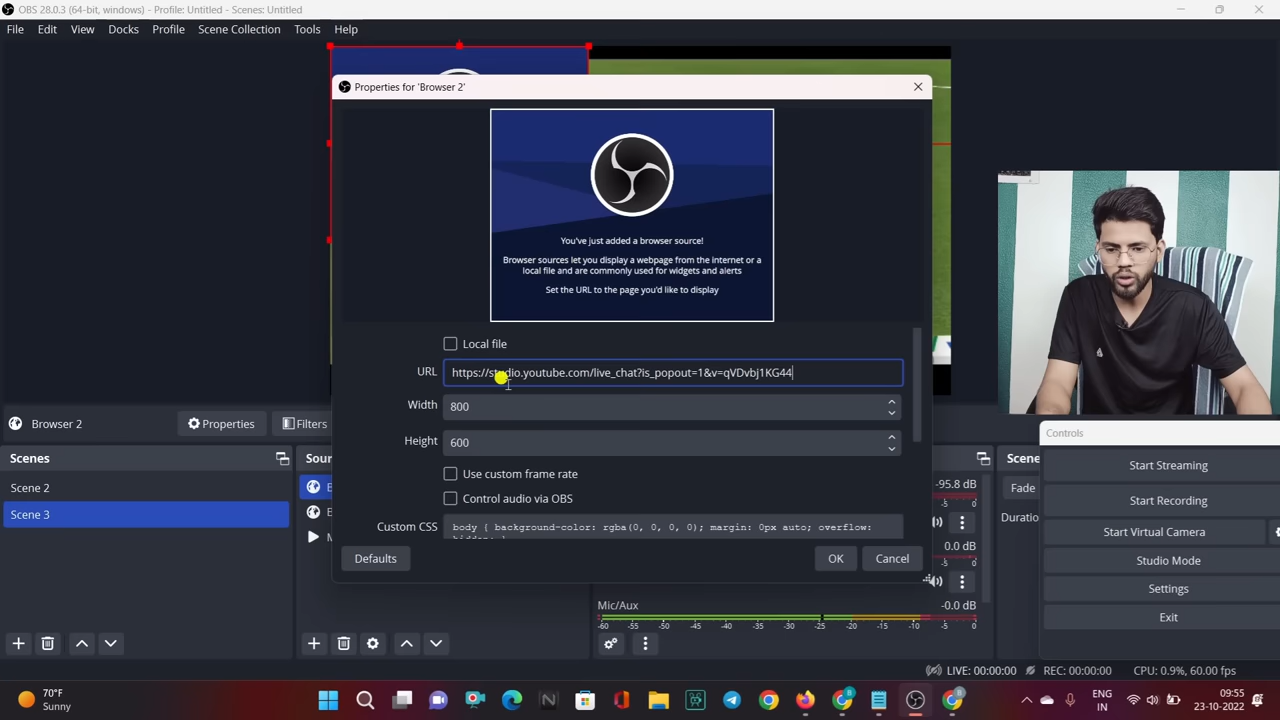 OBS 28.0.3 (64-bit, windows) - Profile: Untitled - Scenes: Untitled
File Edit View Docks Profile Scene Collection Tools Help
Properties for 'Browser 2'
You've just added a browser source!
Browser sources let you display a webpage from the internet or a
local file and are commonly used for widgets and alerts
Set the URL to the page you'd like to display
Local file
URL https://studio.youtube.com/live_chat?is_popout=1&v=qVDvbj1KG44
Width 800
Height 600
Use custom frame rate
Control audio via OBS
Custom CSS body { background-color: rgba(0, 0, 0, 0); margin: 0px auto; overflow:
hidden; }
Defaults OK Cancel
Browser 2 Properties Filters
Controls
Scenes Sour Scene
Start Streaming
Scene 2 B -95.8 dB Fade
-5 0
Start Recording
Scene 3 B Duratio
M Start Virtual Camera
0.0 dB
-5 0
Studio Mode
Settings
Mic/Aux -0.0 dB
Exit
-60 -55 -50 -45 -40 -35 -30 -25 -20 -15 -10 -5 0
LIVE: 00:00:00 REC: 00:00:00 CPU: 0.9%, 60.00 fps
70°F
Sunny
ENG
IN
09:55
23-10-2022